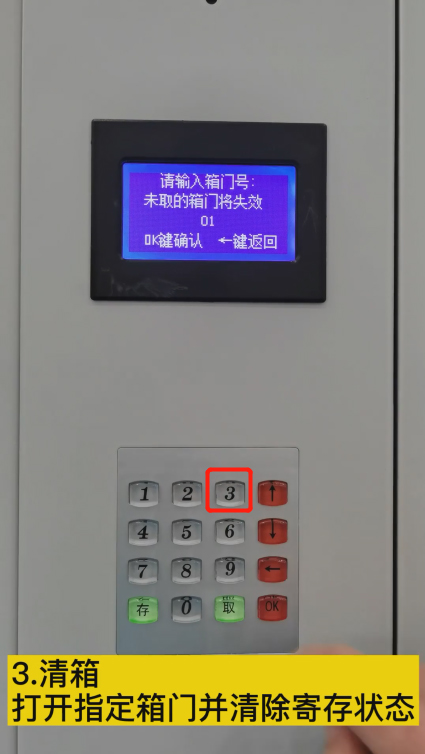 请输入箱门号:
未取的箱门将失效
01
OK键确认 ←键返回
1 2 3 ↑
4 5 6 ↓
7 8 9 ←
存 0 取 OK
3.清箱
打开指定箱门并清除寄存状态